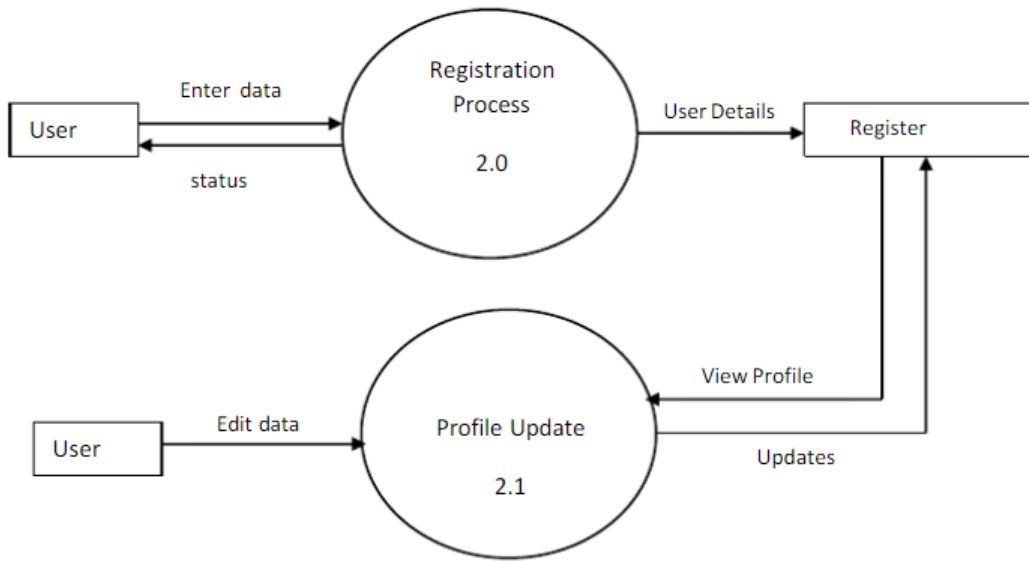 Registration
Process
2.0
Enter data
User
status
User Details
Register
View Profile
Edit data
User
Profile Update
2.1
Updates